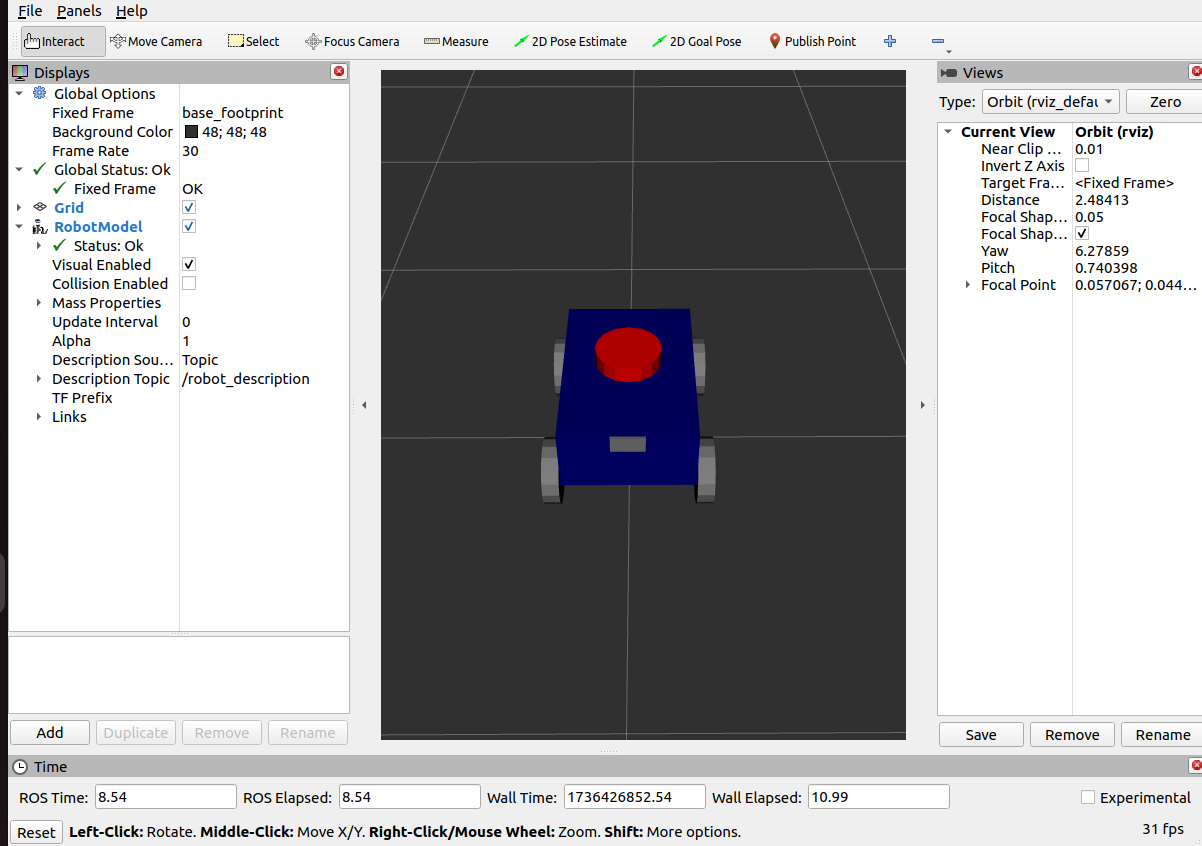 File Panels Help
Interact Move Camera Select Focus Camera Measure 2D Pose Estimate 2D Goal Pose Publish Point
Displays
Global Options
Fixed Frame base_footprint
Background Color 48; 48; 48
Frame Rate 30
Global Status: Ok
Fixed Frame OK
Grid
RobotModel
Status: Ok
Visual Enabled
Collision Enabled
Mass Properties
Update Interval 0
Alpha 1
Description Sou... Topic
Description Topic /robot_description
TF Prefix
Links
Add Duplicate Remove Rename
Views
Type: Orbit (rviz_defau Zero
Current View Orbit (rviz)
Near Clip ... 0.01
Invert Z Axis
Target Fra... <Fixed Frame>
Distance 2.48413
Focal Shap... 0.05
Focal Shap...
Yaw 6.27859
Pitch 0.740398
Focal Point 0.057067; 0.044...
Save Remove Rename
Time
ROS Time: 8.54 ROS Elapsed: 8.54 Wall Time: 1736426852.54 Wall Elapsed: 10.99 Experimental
Reset Left-Click: Rotate. Middle-Click: Move X/Y. Right-Click/Mouse Wheel: Zoom. Shift: More options. 31 fps